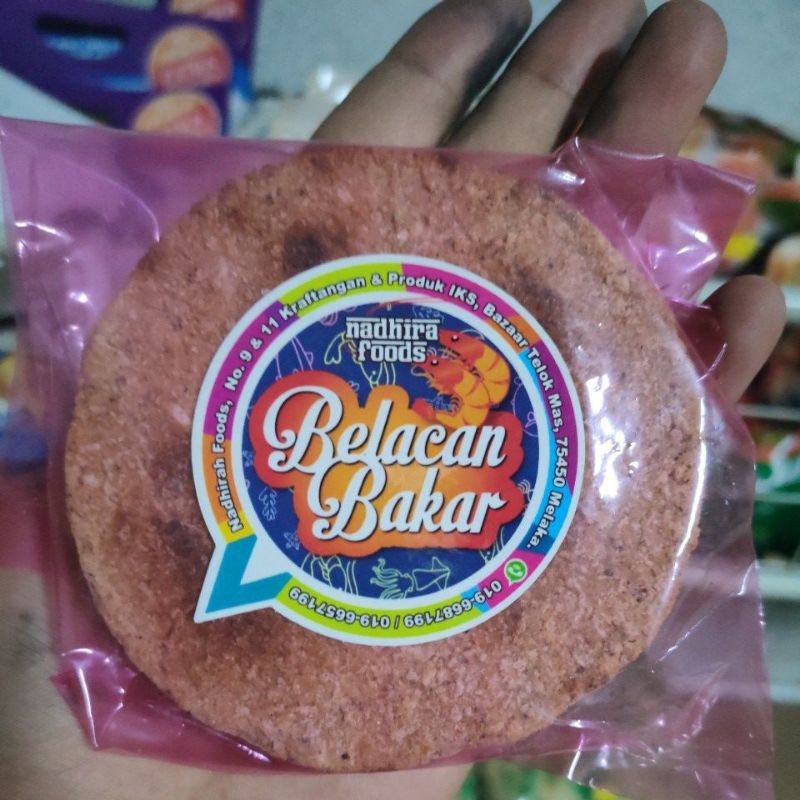 nadhira
foods
Belacan
Bakar
Nadhirah Foods, No. 9 & 11 Kraftangan & Produk IKS, Bazaar Telok Mas, 75450 Melaka.
019-6687199 / 019-6657199